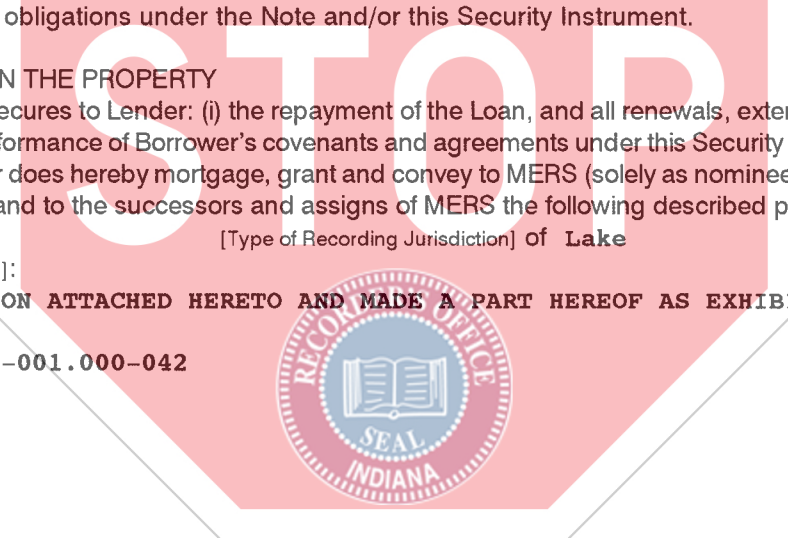 obligations under the Note and/or this Security Instrument.
STOP
N THE PROPERTY
ecures to Lender: (i) the repayment of the Loan, and all renewals, exter
formance of Borrower's covenants and agreements under this Security
r does hereby mortgage, grant and convey to MERS (solely as nominee
and to the successors and assigns of MERS the following described p
[Type of Recording Jurisdiction] of Lake
]:
ON ATTACHED HERETO AND MADE A PART HEREOF AS EXHIB
-001.000-042
RECORDER'S OFFICE
SEAL
INDIANA